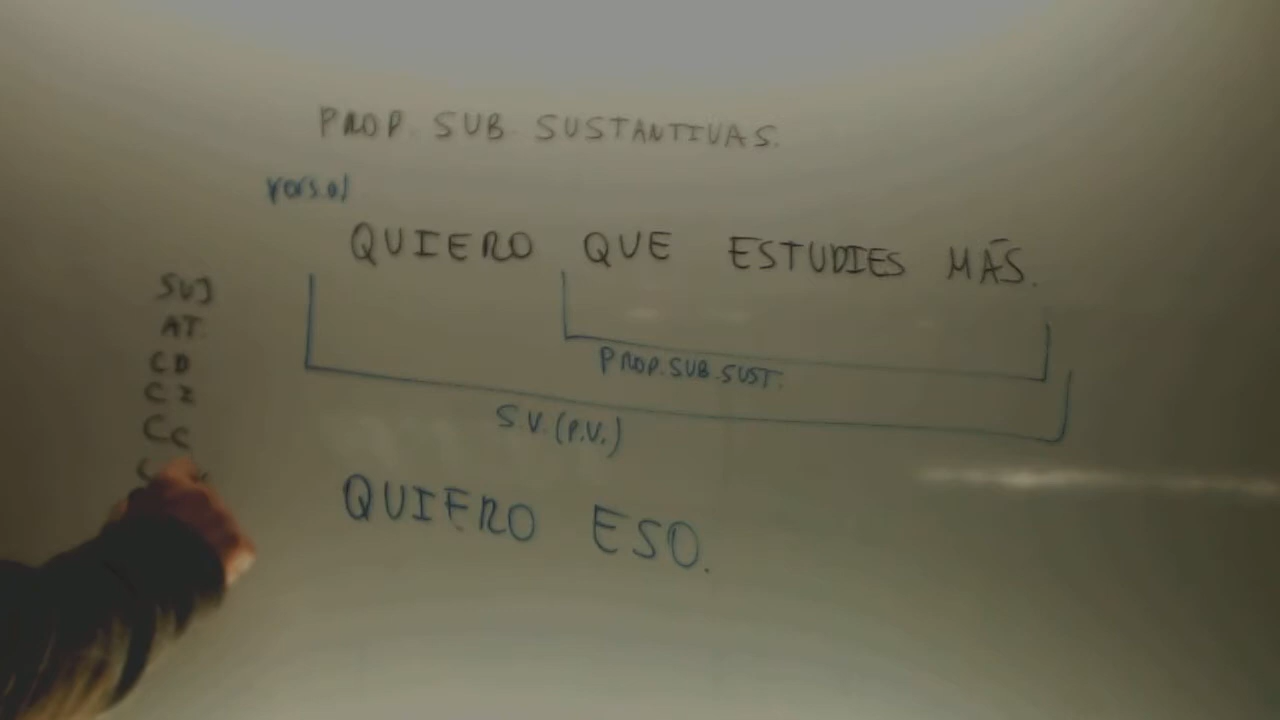 PROP. SUB. SUSTANTIVAS.
QUIERO QUE ESTUDIES MÁS.
SUJ
AT.
CD
CI
CC
PROP. SUB. SUST.
S.V. (P.V.)
QUIERO ESO.